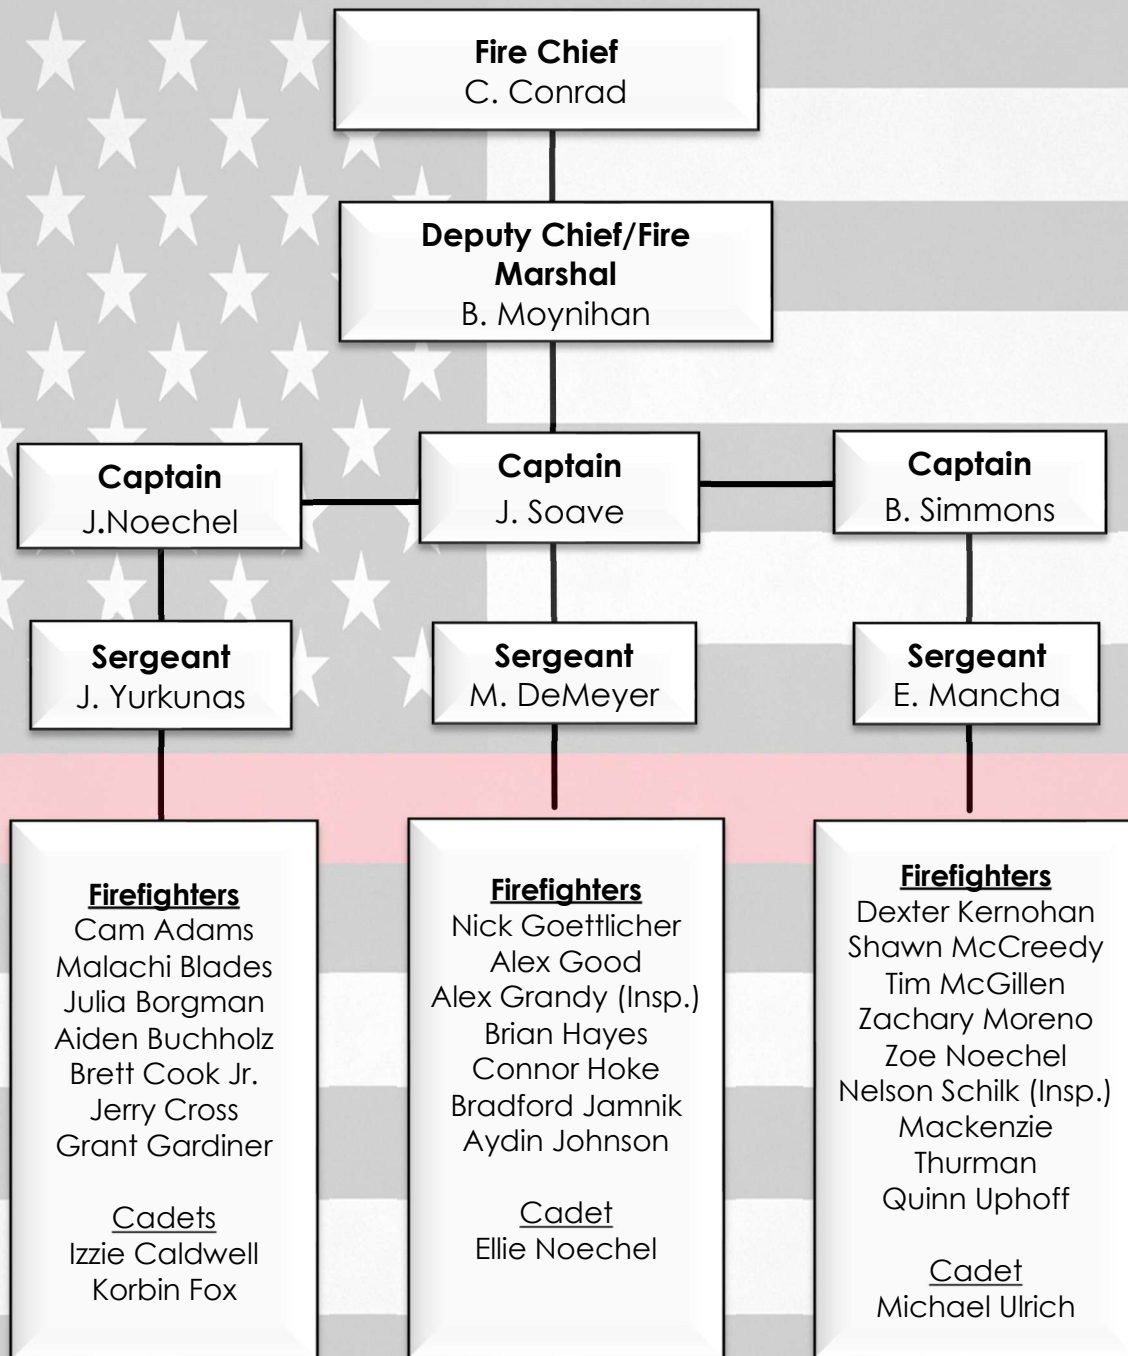 Fire Chief
C. Conrad
Deputy Chief/Fire
Marshal
B. Moynihan
Captain
J.Noechel
Captain
J. Soave
Captain
B. Simmons
Sergeant
J. Yurkunas
Sergeant
M. DeMeyer
Sergeant
E. Mancha
Firefighters
Cam Adams
Malachi Blades
Julia Borgman
Aiden Buchholz
Brett Cook Jr.
Jerry Cross
Grant Gardiner
Cadets
Izzie Caldwell
Korbin Fox
Firefighters
Nick Goettlicher
Alex Good
Alex Grandy (Insp.)
Brian Hayes
Connor Hoke
Bradford Jamnik
Aydin Johnson
Cadet
Ellie Noechel
Firefighters
Dexter Kernohan
Shawn McCreedy
Tim McGillen
Zachary Moreno
Zoe Noechel
Nelson Schilk (Insp.)
Mackenzie
Thurman
Quinn Uphoff
Cadet
Michael Ulrich